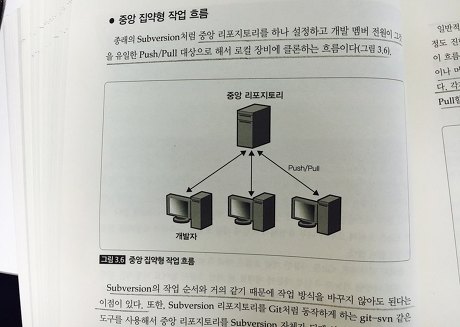 ● 중앙 집약형 작업 흐름
종래의 Subversion처럼 중앙 리포지토리를 하나 설정하고 개발 멤버 전원이 그것
을 유일한 Push/Pull 대상으로 해서 로컬 장비에 클론하는 흐름이다(그림 3.6).
중앙 리포지토리
Push/Pull
개발자
그림 3.6 중앙 집약형 작업 흐름
Subversion의 작업 순서와 거의 같기 때문에 작업 방식을 바꾸지 않아도 된다는
이점이 있다. 또한, Subversion 리포지토리를 Git처럼 동작하게 하는 git-svn 같은
도구를 사용해서 중앙 리포지토리를 Subversion
일반적
정도 진
이 흐름
이나 머
다. 각
Pull할